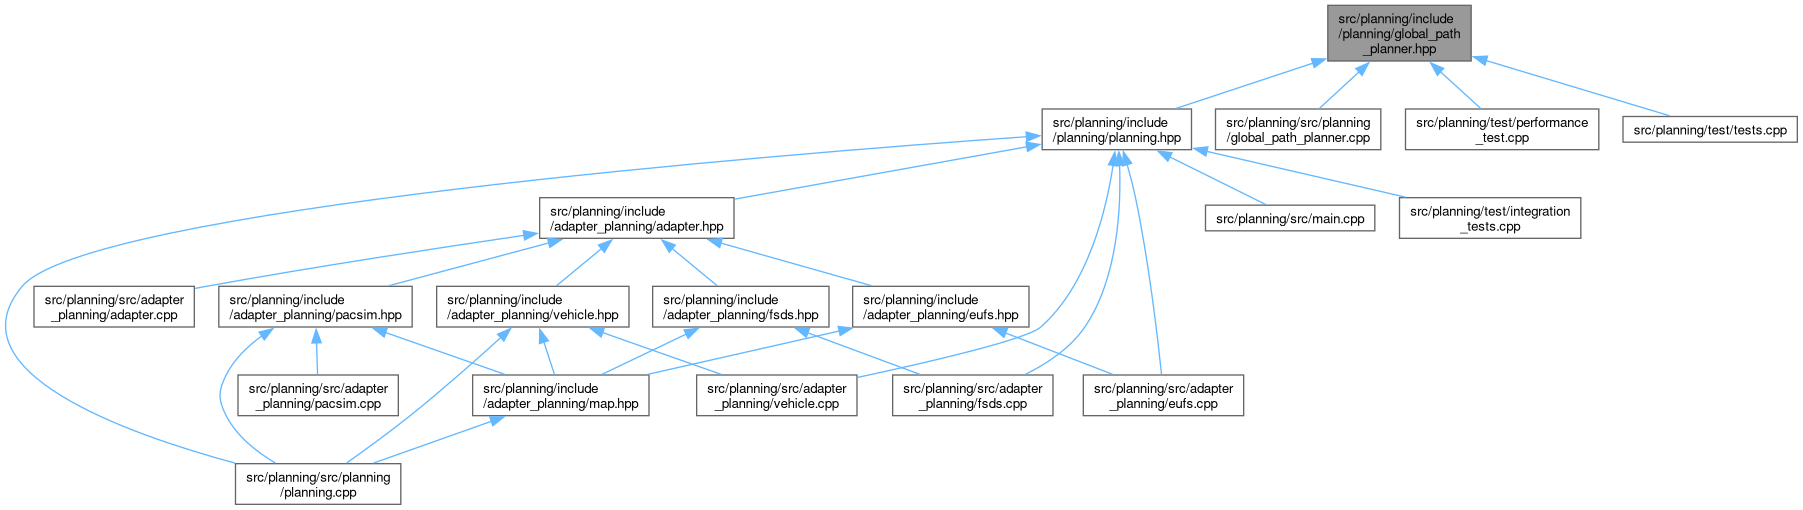 src/planning/include
/planning/global_path
_planner.hpp
src/planning/include
/planning/planning.hpp
src/planning/src/planning
/global_path_planner.cpp
src/planning/test/performance
_test.cpp
src/planning/test/tests.cpp
src/planning/include
/adapter_planning/adapter.hpp
src/planning/src/main.cpp
src/planning/test/integration
_tests.cpp
src/planning/src/adapter
_planning/adapter.cpp
src/planning/include
/adapter_planning/pacsim.hpp
src/planning/include
/adapter_planning/vehicle.hpp
src/planning/include
/adapter_planning/fsds.hpp
src/planning/include
/adapter_planning/eufs.hpp
src/planning/src/adapter
_planning/pacsim.cpp
src/planning/include
/adapter_planning/map.hpp
src/planning/src/adapter
_planning/vehicle.cpp
src/planning/src/adapter
_planning/fsds.cpp
src/planning/src/adapter
_planning/eufs.cpp
src/planning/src/planning
/planning.cpp